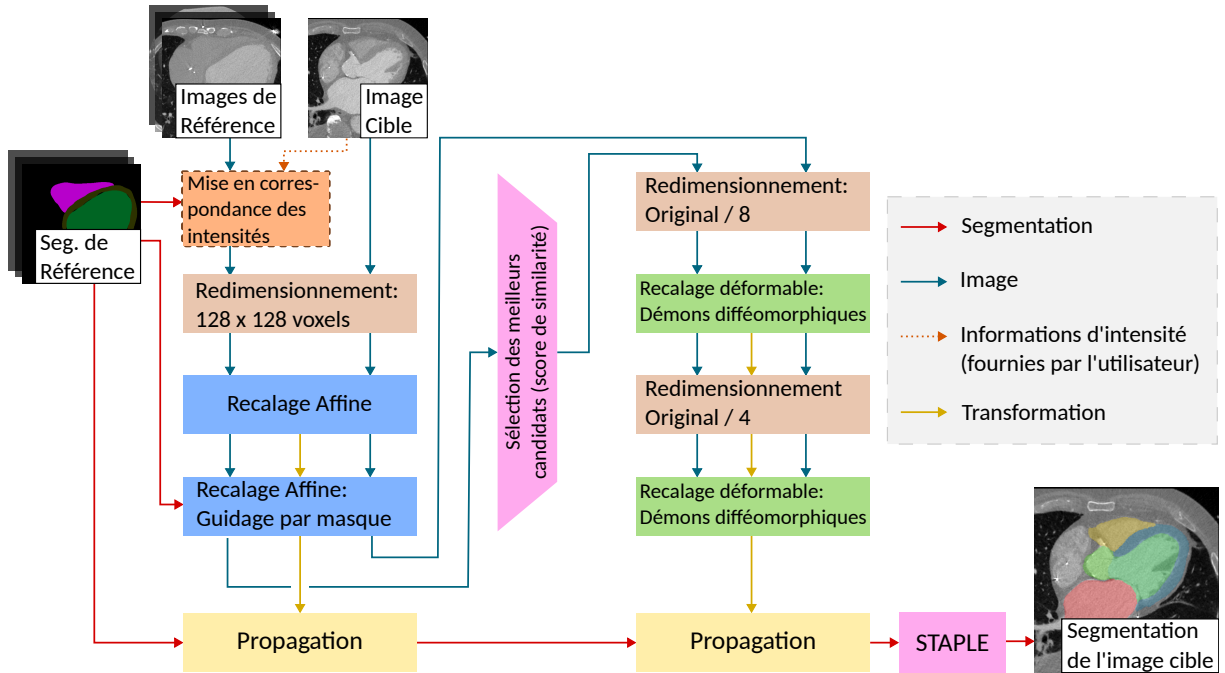 Images de
Référence
Image
Cible
Mise en corres-
pondance des
intensités
Seg. de
Référence
Redimensionnement:
128 x 128 voxels
Recalage Affine
Recalage Affine:
Guidage par masque
Propagation
Sélection des meilleurs
candidats (score de similarité)
Redimensionnement:
Original / 8
Recalage déformable:
Démons difféomorphiques
Redimensionnement
Original / 4
Recalage déformable:
Démons difféomorphiques
Propagation
STAPLE
Segmentation
de l'image cible
Segmentation
Image
Informations d'intensité
(fournies par l'utilisateur)
Transformation